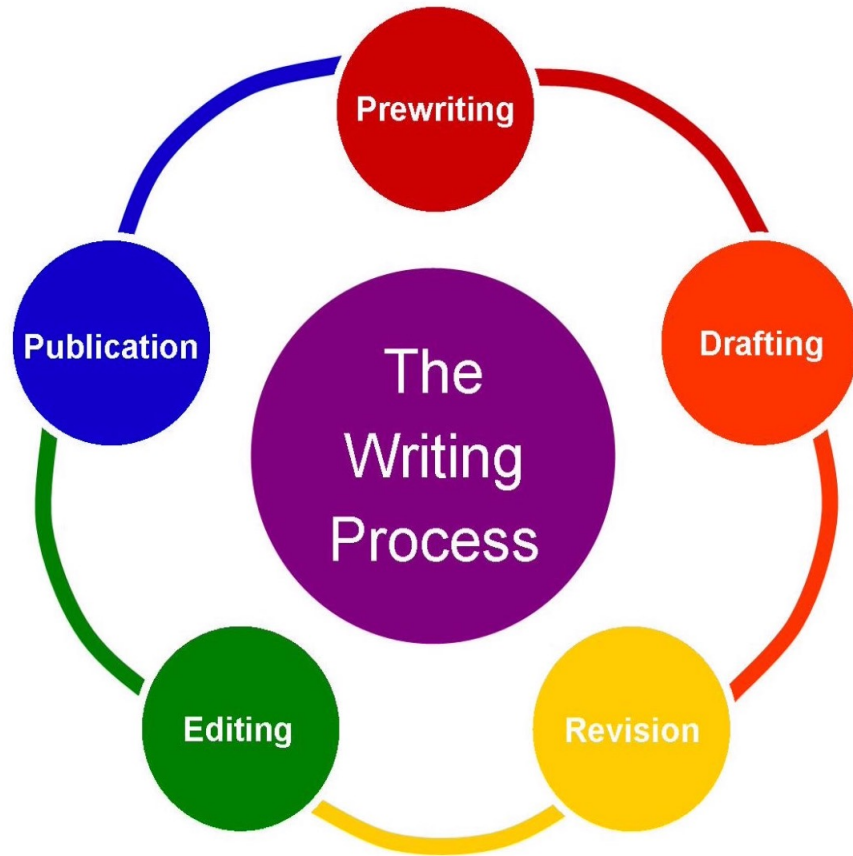 Prewriting
Drafting
Revision
Editing
Publication
The
Writing
Process